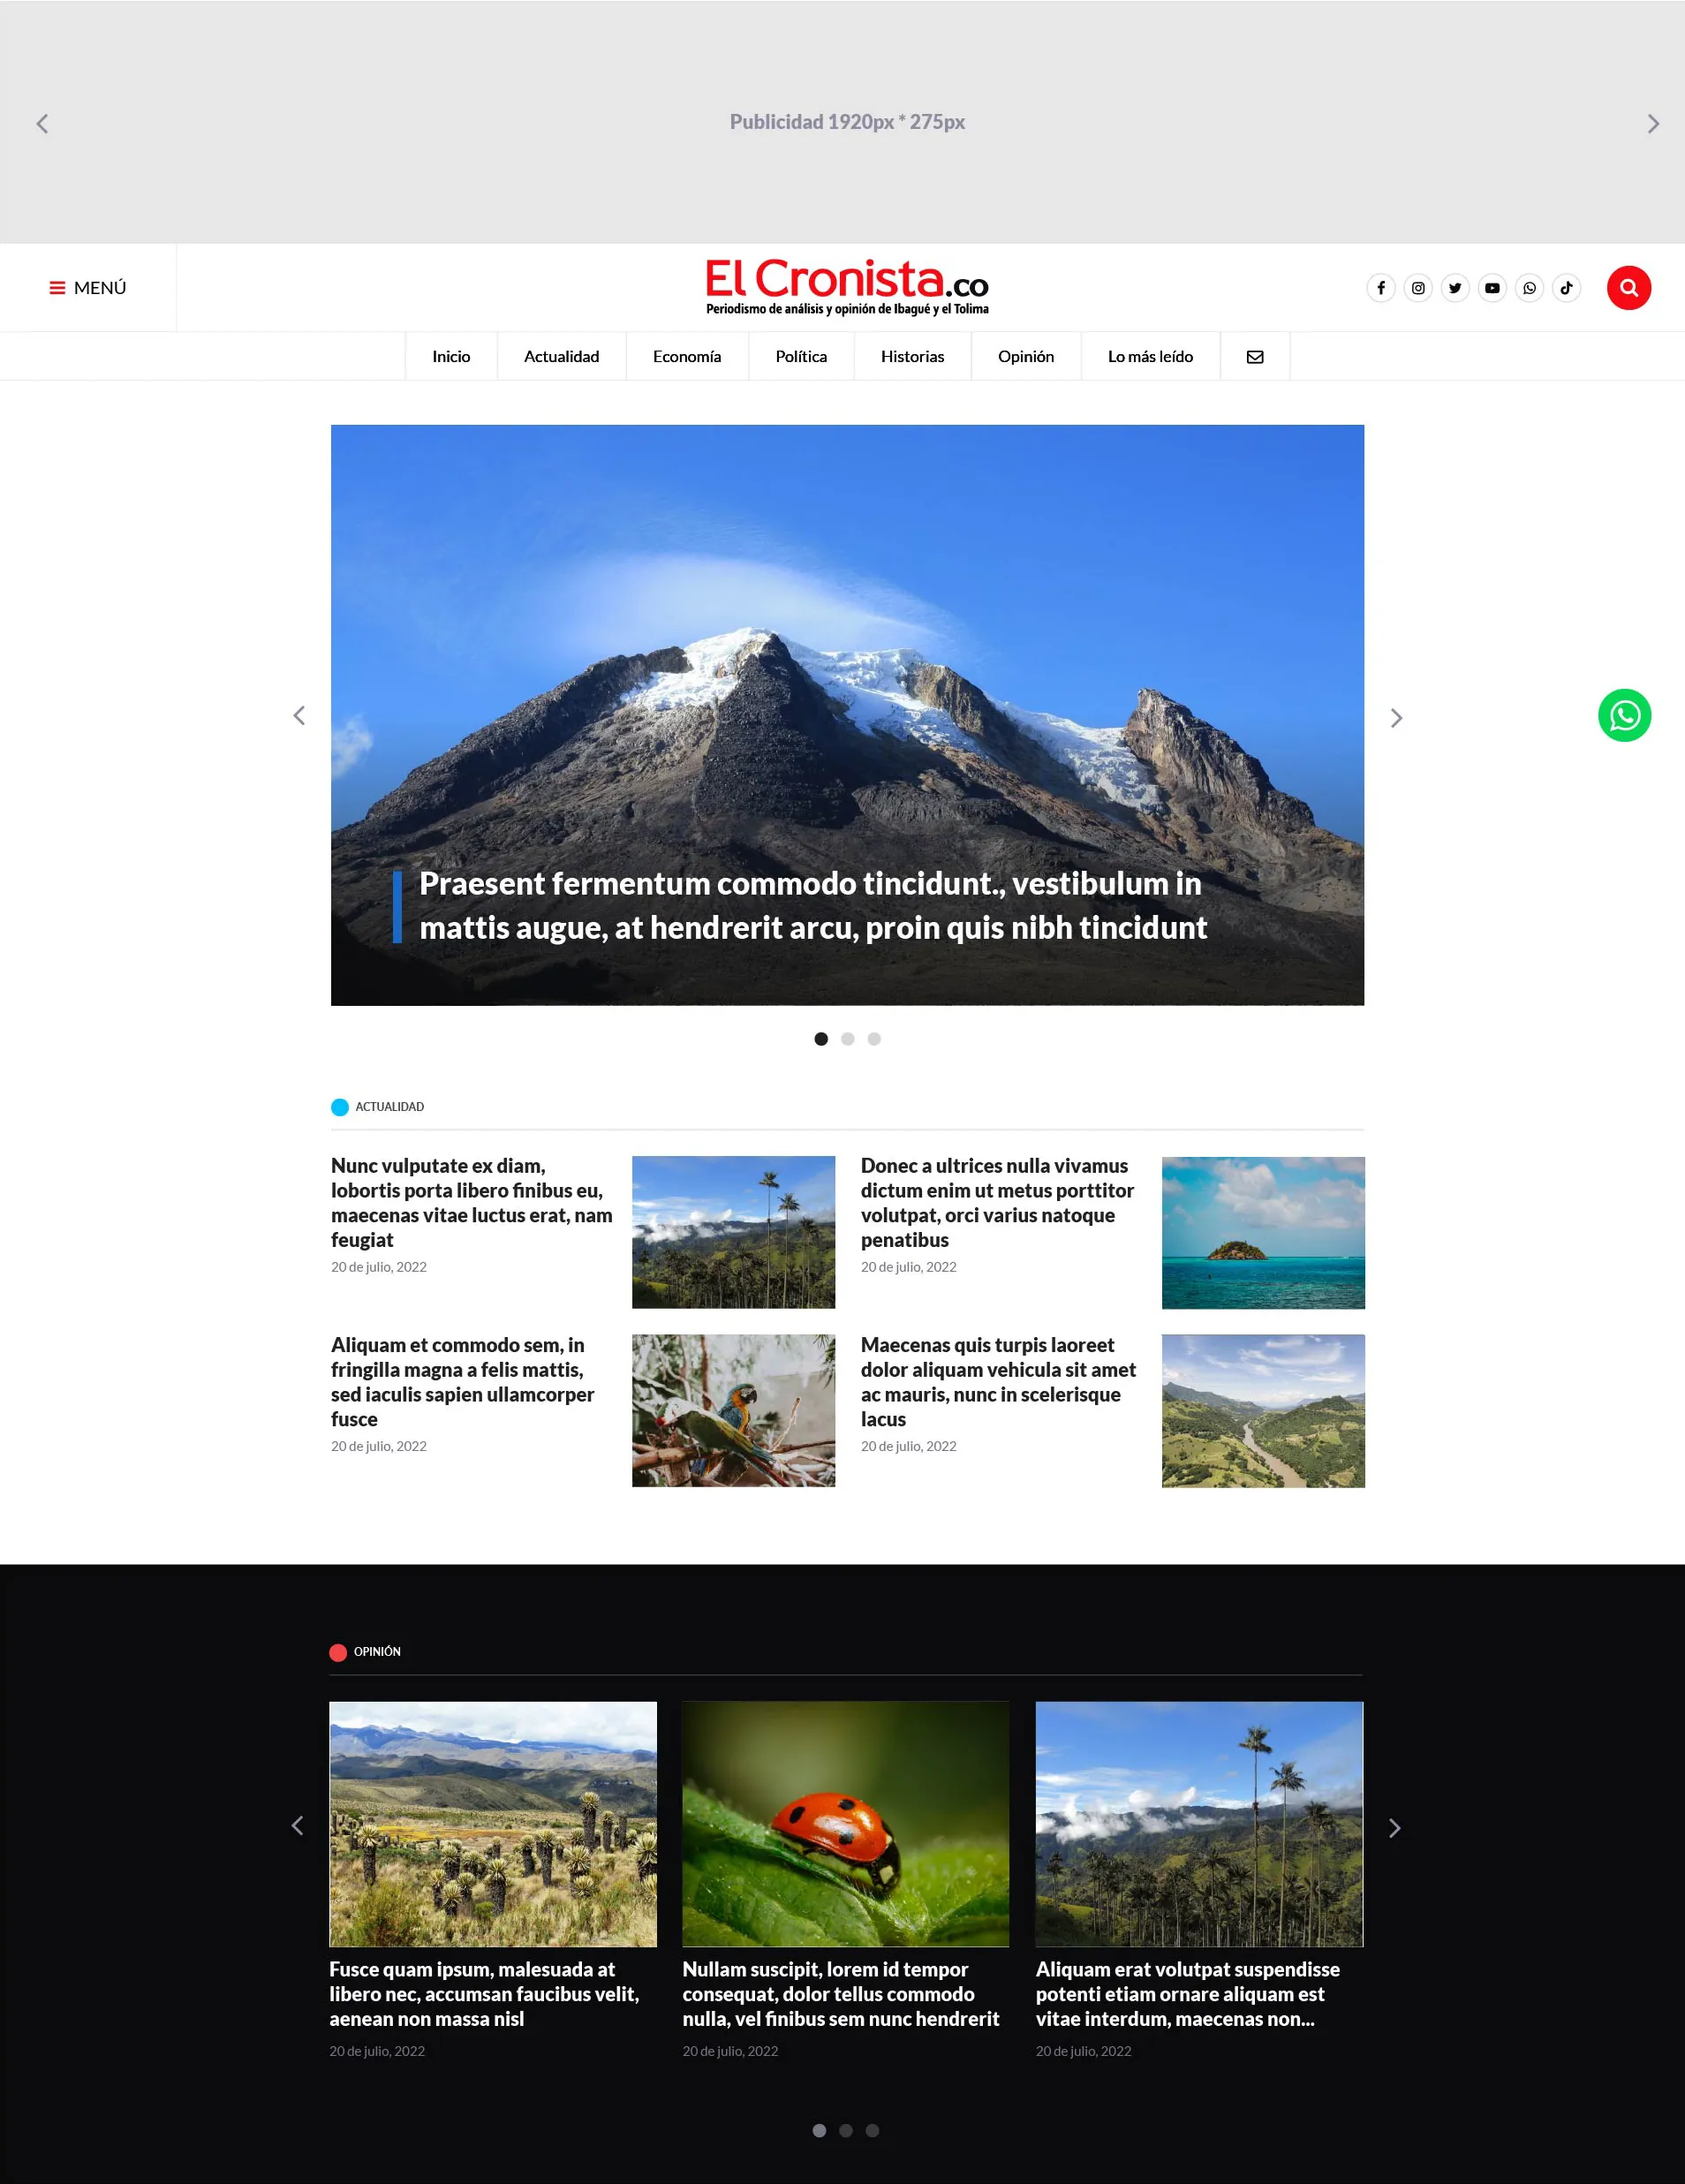 Publicidad 1920px * 275px
MENÚ
El Cronista.co
Periodismo de análisis y opinión de Ibagué y el Tolima
Inicio
Actualidad
Economía
Política
Historias
Opinión
Lo más leído
Praesent fermentum commodo tincidunt., vestibulum in
mattis augue, at hendrerit arcu, proin quis nibh tincidunt
ACTUALIDAD
Nunc vulputate ex diam,
lobortis porta libero finibus eu,
maecenas vitae luctus erat, nam
feugiat
20 de julio, 2022
Donec a ultrices nulla vivamus
dictum enim ut metus porttitor
volutpat, orci varius natoque
penatibus
20 de julio, 2022
Aliquam et commodo sem, in
fringilla magna a felis mattis,
sed iaculis sapien ullamcorper
fusce
20 de julio, 2022
Maecenas quis turpis laoreet
dolor aliquam vehicula sit amet
ac mauris, nunc in scelerisque
lacus
20 de julio, 2022
OPINIÓN
Fusce quam ipsum, malesuada at
libero nec, accumsan faucibus velit,
aenean non massa nisl
20 de julio, 2022
Nullam suscipit, lorem id tempor
consequat, dolor tellus commodo
nulla, vel finibus sem nunc hendrerit
20 de julio, 2022
Aliquam erat volutpat suspendisse
potenti etiam ornare aliquam est
vitae interdum, maecenas non...
20 de julio, 2022